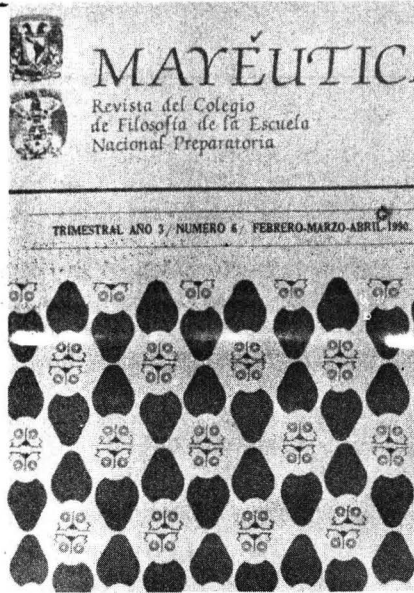 MAYÉUTIC
Revista del Colegio
de Filosofía de la Escuela
Nacional Preparatoria
TRIMESTRAL AÑO 3/ NUMERO 6/ FEBRERO-MARZO-ABRIL-1990.